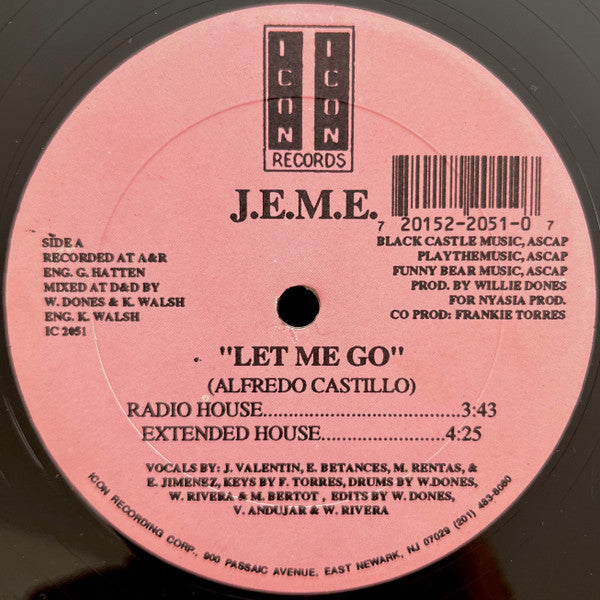 ICON ICON
RECORDS
J.E.M.E.
7 20152-2051-0 7
SIDE A
RECORDED AT A&R
ENG. G. HATTEN
MIXED AT D&D BY
W. DONES & K. WALSH
ENG. K. WALSH
IC 2051
BLACK CASTLE MUSIC, ASCAP
PLAYTHEMUSIC, ASCAP
FUNNY BEAR MUSIC, ASCAP
PROD. BY WILLIE DONES
FOR NYASIA PROD.
CO PROD: FRANKIE TORRES
"LET ME GO"
(ALFREDO CASTILLO)
RADIO HOUSE....................................3:43
EXTENDED HOUSE......................4:25
VOCALS BY: J. VALENTIN, E. BETANCES, M. RENTAS, &
E. JIMENEZ, KEYS BY F. TORRES, DRUMS BY W.DONES,
W. RIVERA & M. BERTOT , EDITS BY W. DONES,
V. ANDUJAR & W. RIVERA
ICON RECORDING CORP., 900 PASSAIC AVENUE, EAST NEWARK, NJ 07029 (201) 483-8080